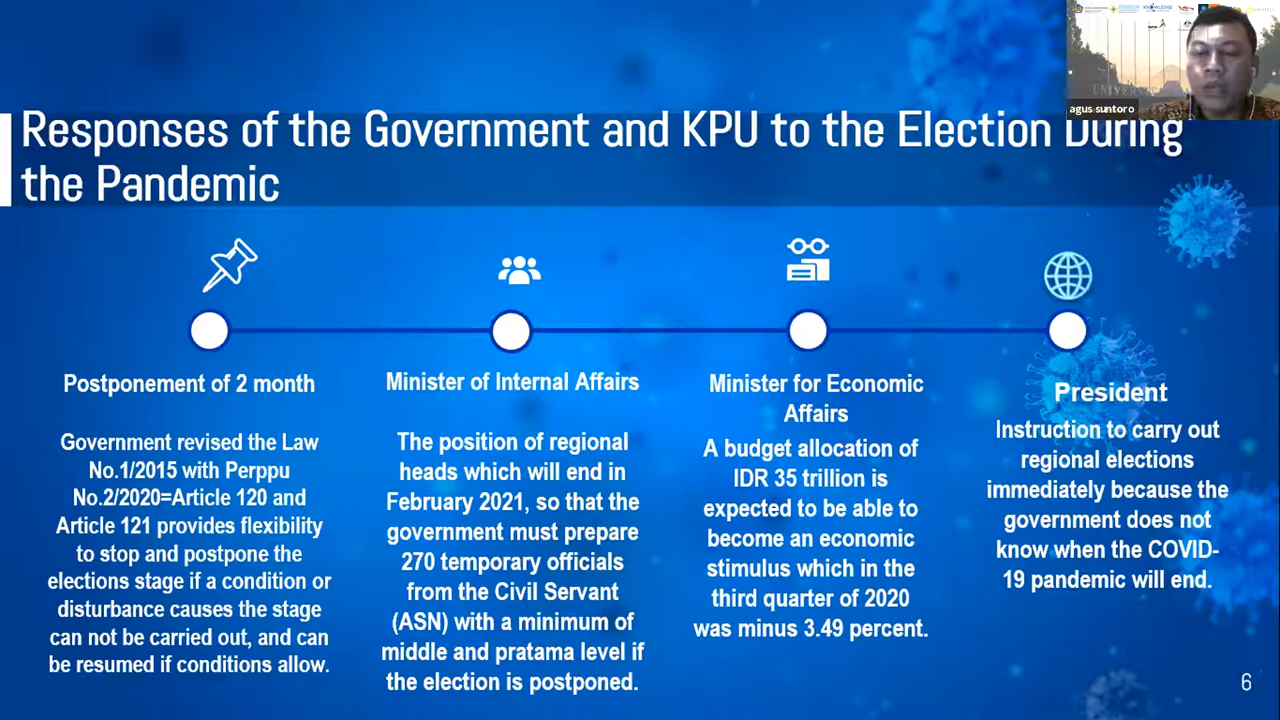 agus suntoro
Responses of the Government and KPU to the Election During
the Pandemic
Postponement of 2 month
Government revised the Law
No.1/2015 with Perppu
No.2/2020=Article 120 and
Article 121 provides flexibility
to stop and postpone the
elections stage if a condition or
disturbance causes the stage
can not be carried out, and can
be resumed if conditions allow.
Minister of Internal Affairs
The position of regional
heads which will end in
February 2021, so that the
government must prepare
270 temporary officials
from the Civil Servant
(ASN) with a minimum of
middle and pratama level if
the election is postponed.
Minister for Economic
Affairs
A budget allocation of
IDR 35 trillion is
expected to be able to
become an economic
stimulus which in the
third quarter of 2020
was minus 3.49 percent.
President
Instruction to carry out
regional elections
immediately because the
government does not
know when the COVID-
19 pandemic will end.
6